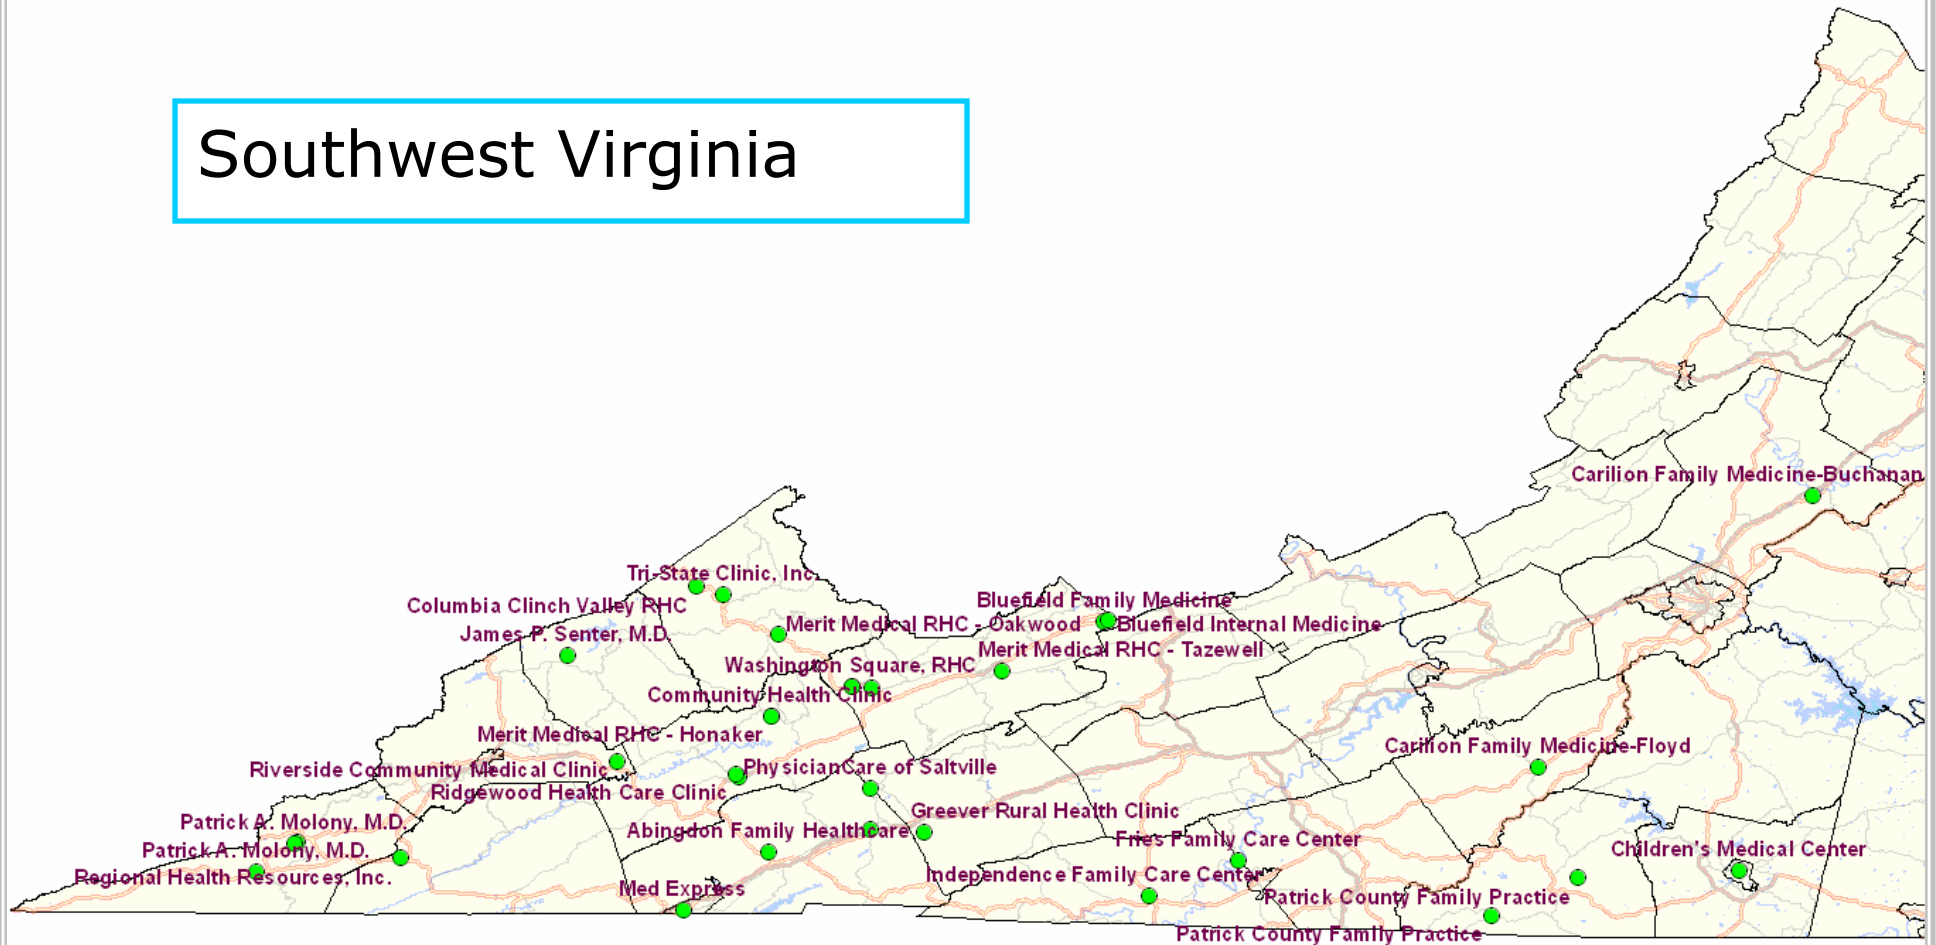 Southwest Virginia
Carilion Family Medicine-Buchanan
Tri-State Clinic, Inc.
Bluefield Family Medicine
Columbia Clinch Valley RHC
Merit Medical RHC - Oakwood
Bluefield Internal Medicine
James P. Senter, M.D.
Merit Medical RHC - Tazewell
Washington Square, RHC
Community Health Clinic
Merit Medical RHC - Honaker
Carilion Family Medicine-Floyd
Riverside Community Medical Clinic
PhysicianCare of Saltville
Ridgewood Health Care Clinic
Greever Rural Health Clinic
Patrick A. Molony, M.D.
Abingdon Family Healthcare
Fries Family Care Center
Patrick A. Molony, M.D.
Children's Medical Center
Regional Health Resources, Inc.
Independence Family Care Center
Med Express
Patrick County Family Practice
Patrick County Family Practice